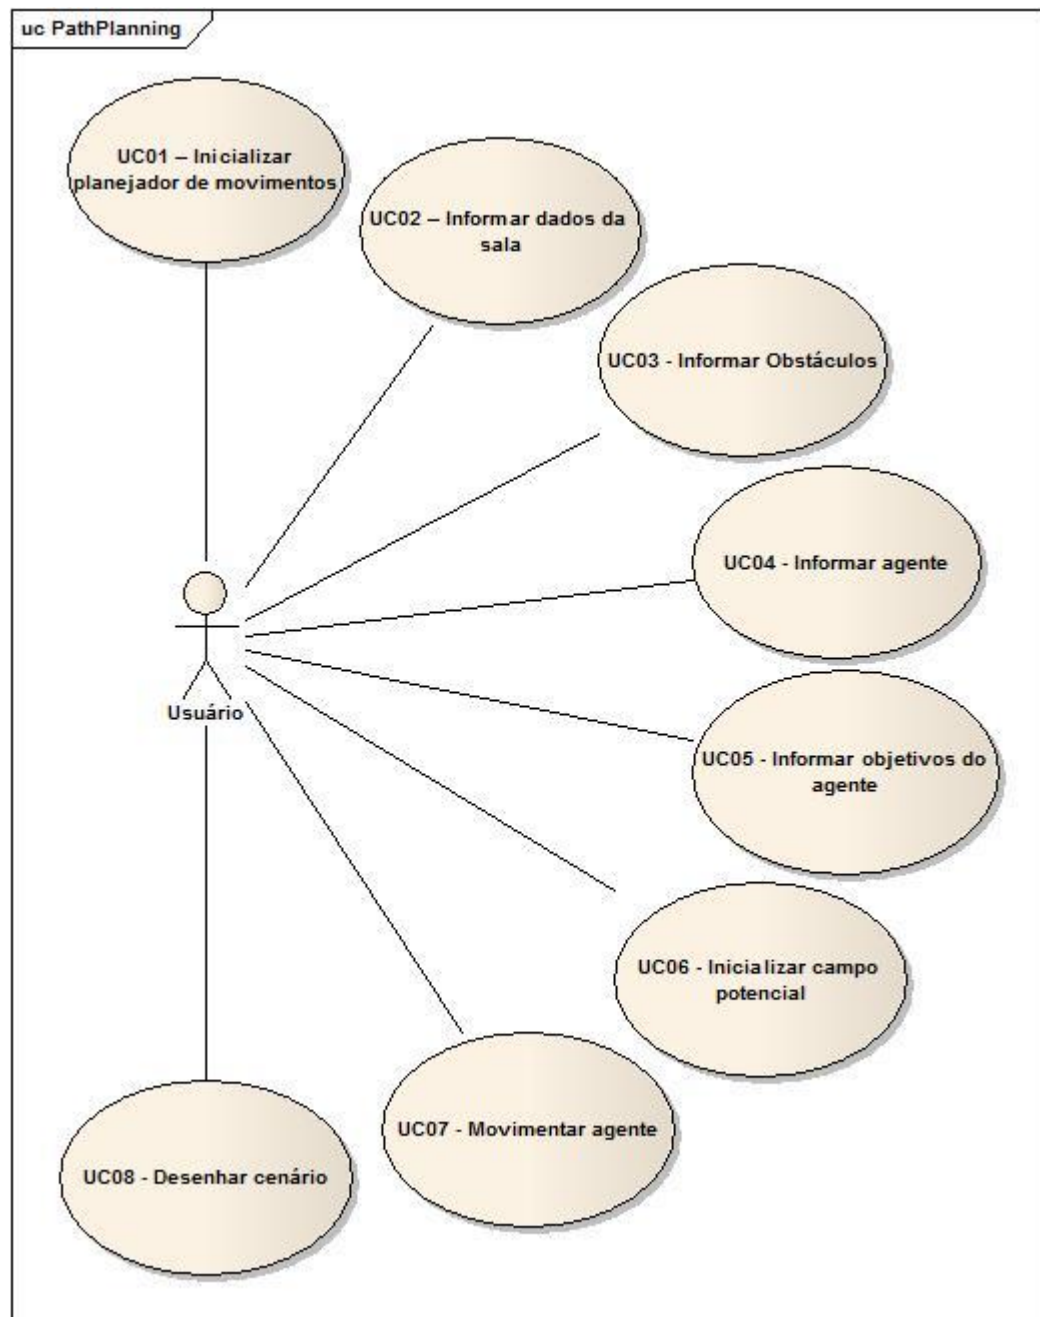 uc PathPlanning
UC01 – Inicializar
planejador de movimentos
UC02 – Informar dados da
sala
UC03 - Informar Obstáculos
UC04 - Informar agente
Usuário
UC05 - Informar objetivos do
agente
UC06 - Inicializar campo
potencial
UC07 - Movimentar agente
UC08 - Desenhar cenário